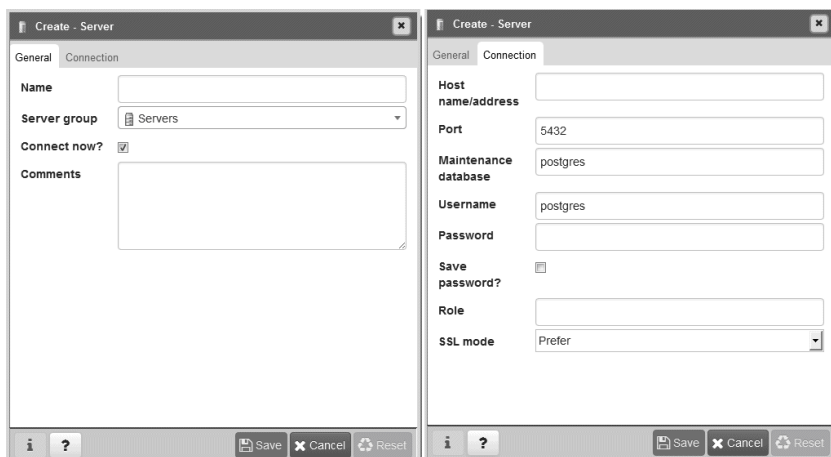 Create - Server
General Connection
Name
Server group Servers
Connect now?
Comments
i ? Save Cancel Reset
Create - Server
General Connection
Host
name/address
Port 5432
Maintenance postgres
database
Username postgres
Password
Save
password?
Role
SSL mode Prefer
i ? Save Cancel Reset